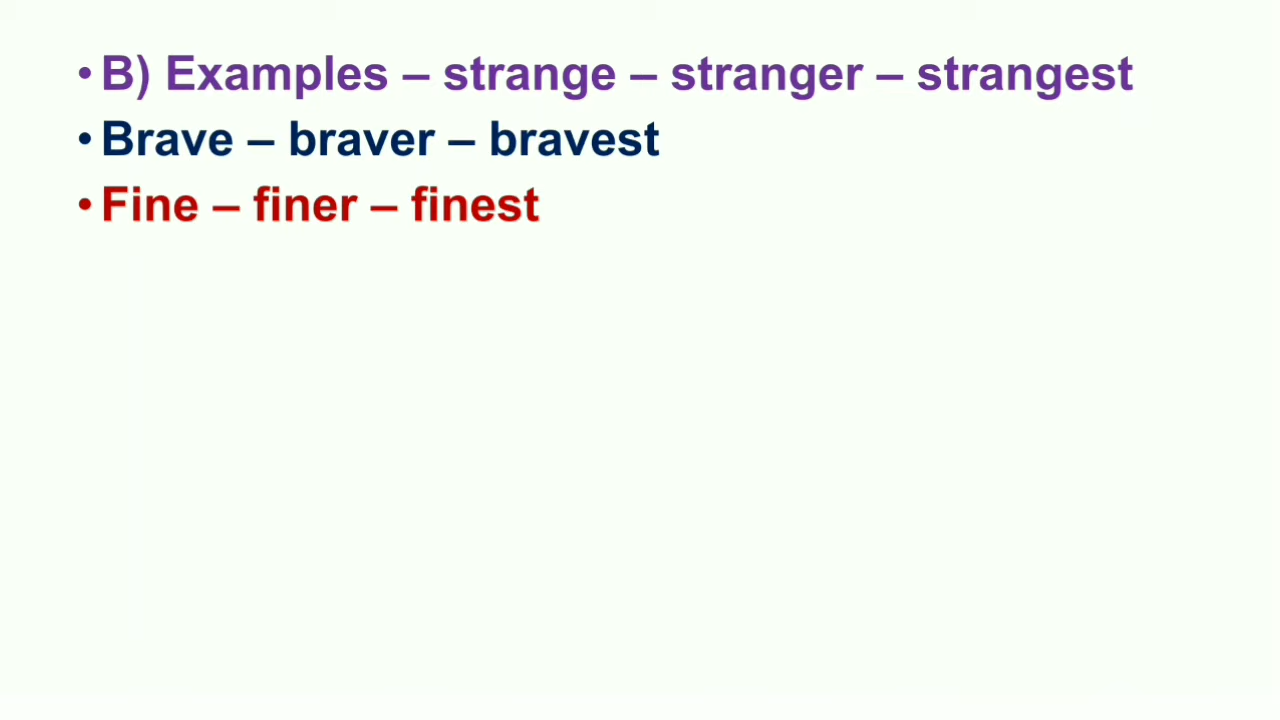 • B) Examples – strange – stranger – strangest
• Brave – braver – bravest
• Fine – finer – finest